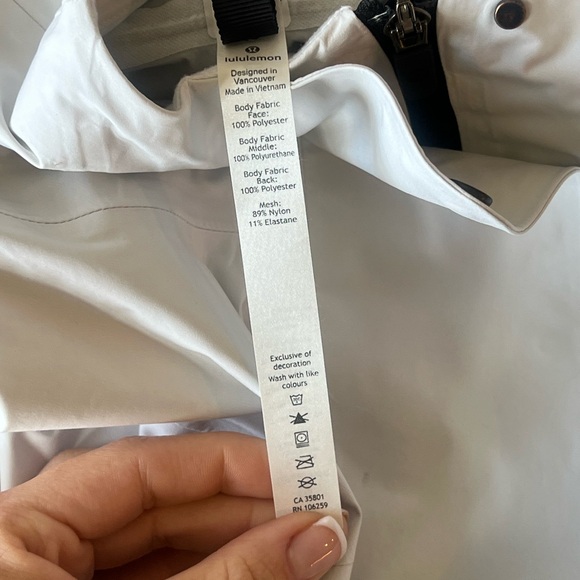 lululemon
Designed in
Vancouver
Made in Vietnam
Body Fabric
Face:
100% Polyester
Body Fabric
Middle:
100% Polyurethane
Body Fabric
Back:
100% Polyester
Mesh:
89% Nylon
11% Elastane
Exclusive of
decoration
Wash with like
colours
CA 35801
RN 106259